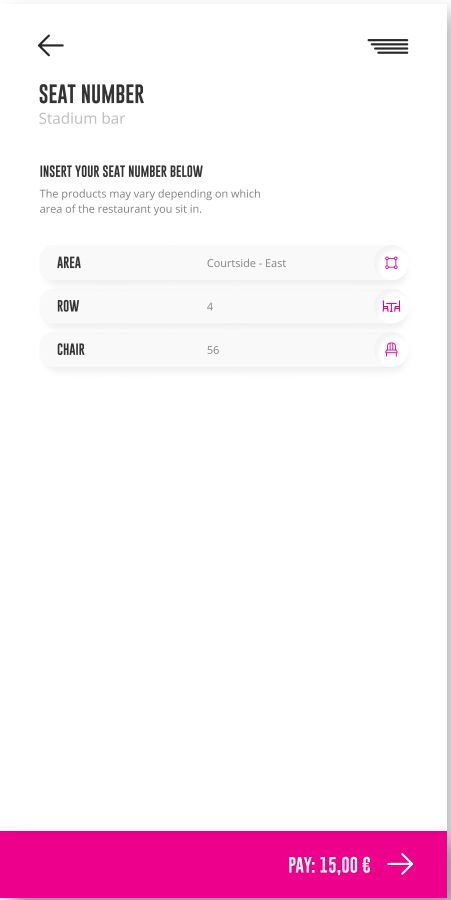 SEAT NUMBER
Stadium bar
INSERT YOUR SEAT NUMBER BELOW
The products may vary depending on which
area of the restaurant you sit in.
AREA Courtside - East
ROW 4
CHAIR 56
PAY: 15,00 €